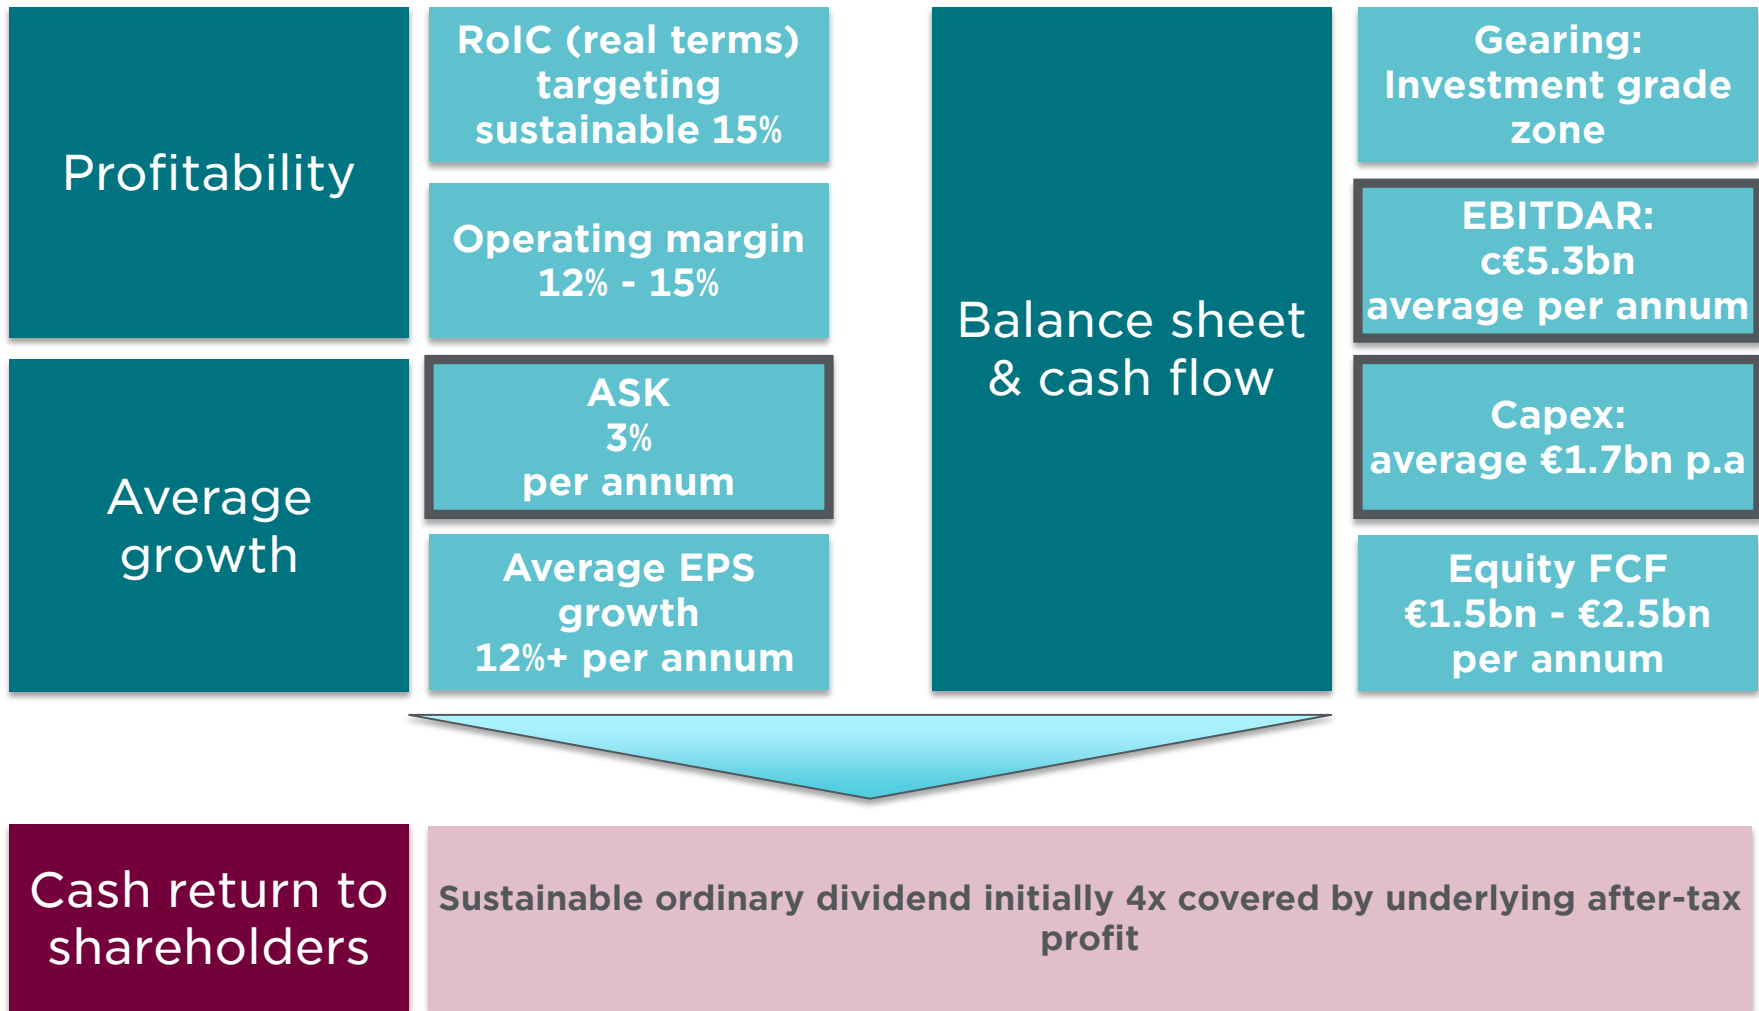 Profitability
RoIC (real terms)
targeting
sustainable 15%
Operating margin
12% - 15%
Average
growth
ASK
3%
per annum
Average EPS
growth
12%+ per annum
Balance sheet
& cash flow
Gearing:
Investment grade
zone
EBITDAR:
c€5.3bn
average per annum
Capex:
average €1.7bn p.a
Equity FCF
€1.5bn - €2.5bn
per annum
Cash return to
shareholders
Sustainable ordinary dividend initially 4x covered by underlying after-tax
profit